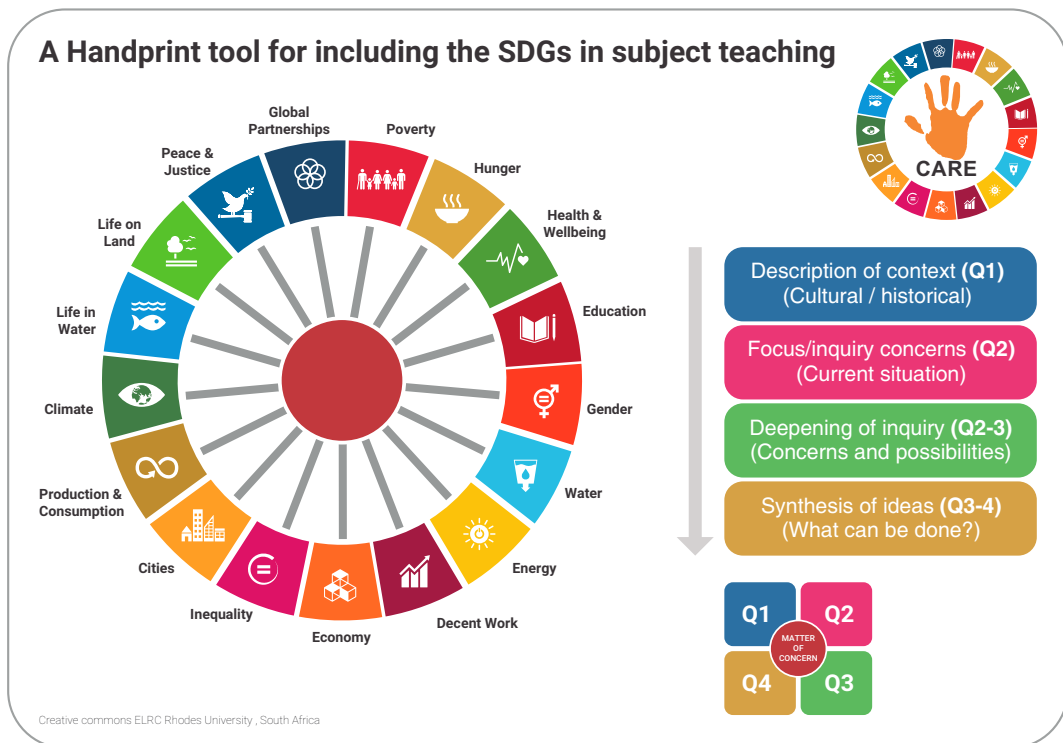 A Handprint tool for including the SDGs in subject teaching
CARE
Global
Partnerships
Poverty
Hunger
Health &
Wellbeing
Education
Gender
Water
Energy
Decent Work
Economy
Inequality
Cities
Production &
Consumption
Climate
Life in
Water
Life on
Land
Peace &
Justice
Description of context (Q1)
(Cultural / historical)
Focus/inquiry concerns (Q2)
(Current situation)
Deepening of inquiry (Q2-3)
(Concerns and possibilities)
Synthesis of ideas (Q3-4)
(What can be done?)
Q1
Q2
MATTER
OF
CONCERN
Q4
Q3
Creative commons ELRC Rhodes University , South Africa